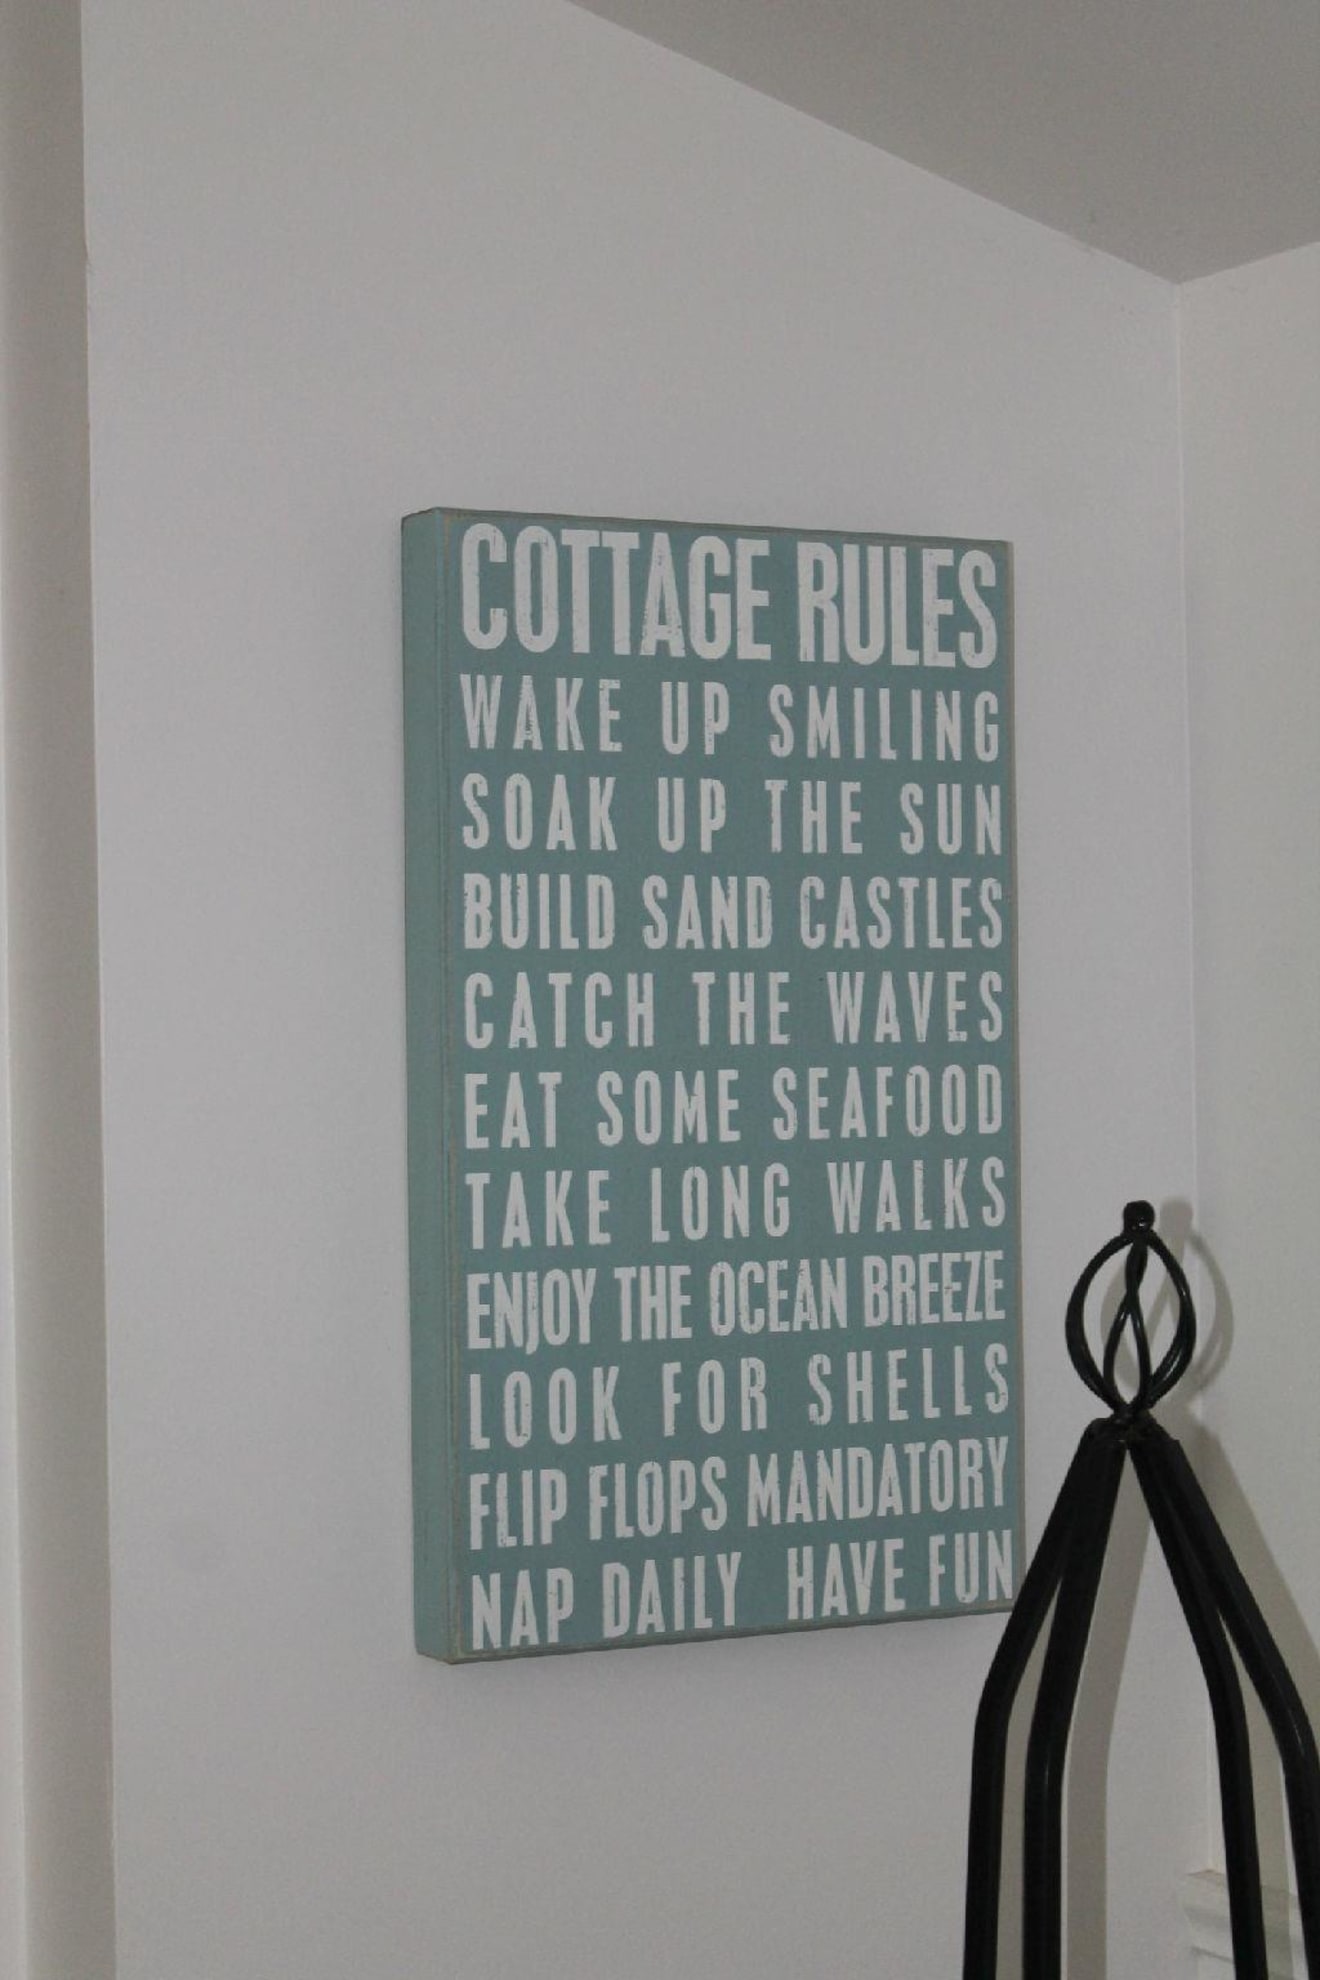 COTTAGE RULES
WAKE UP SMILING
SOAK UP THE SUN
BUILD SAND CASTLES
CATCH THE WAVES
EAT SOME SEAFOOD
TAKE LONG WALKS
ENJOY THE OCEAN BREEZE
LOOK FOR SHELLS
FLIP FLOPS MANDATORY
NAP DAILY HAVE FUN